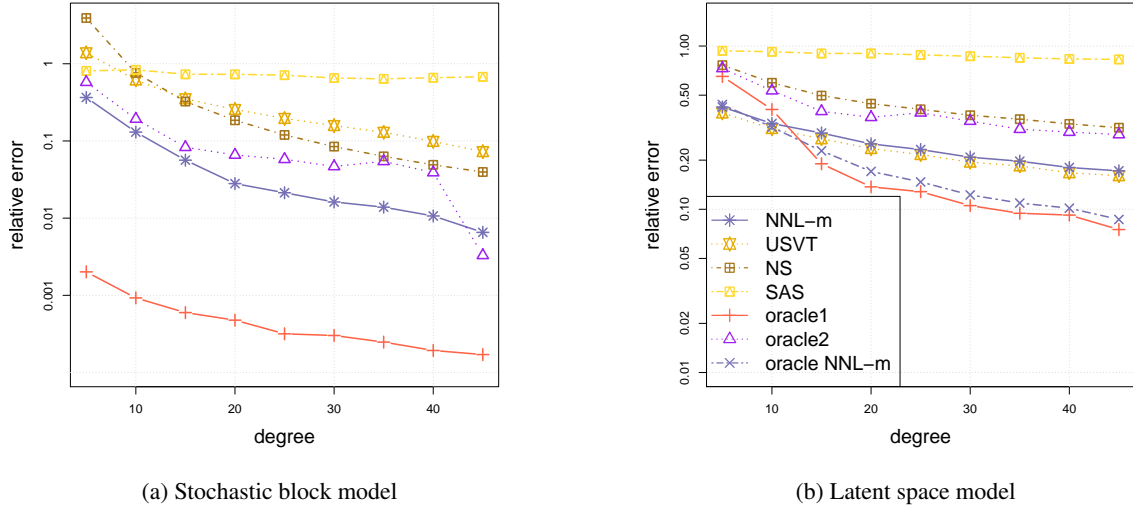 1
0.1
0.01
0.001
relative error
10
20
30
40
degree
(a) Stochastic block model
1.00
0.50
0.20
0.10
0.05
0.02
0.01
relative error
NNL−m
USVT
NS
SAS
oracle1
oracle2
oracle NNL−m
10
20
30
40
degree
(b) Latent space model